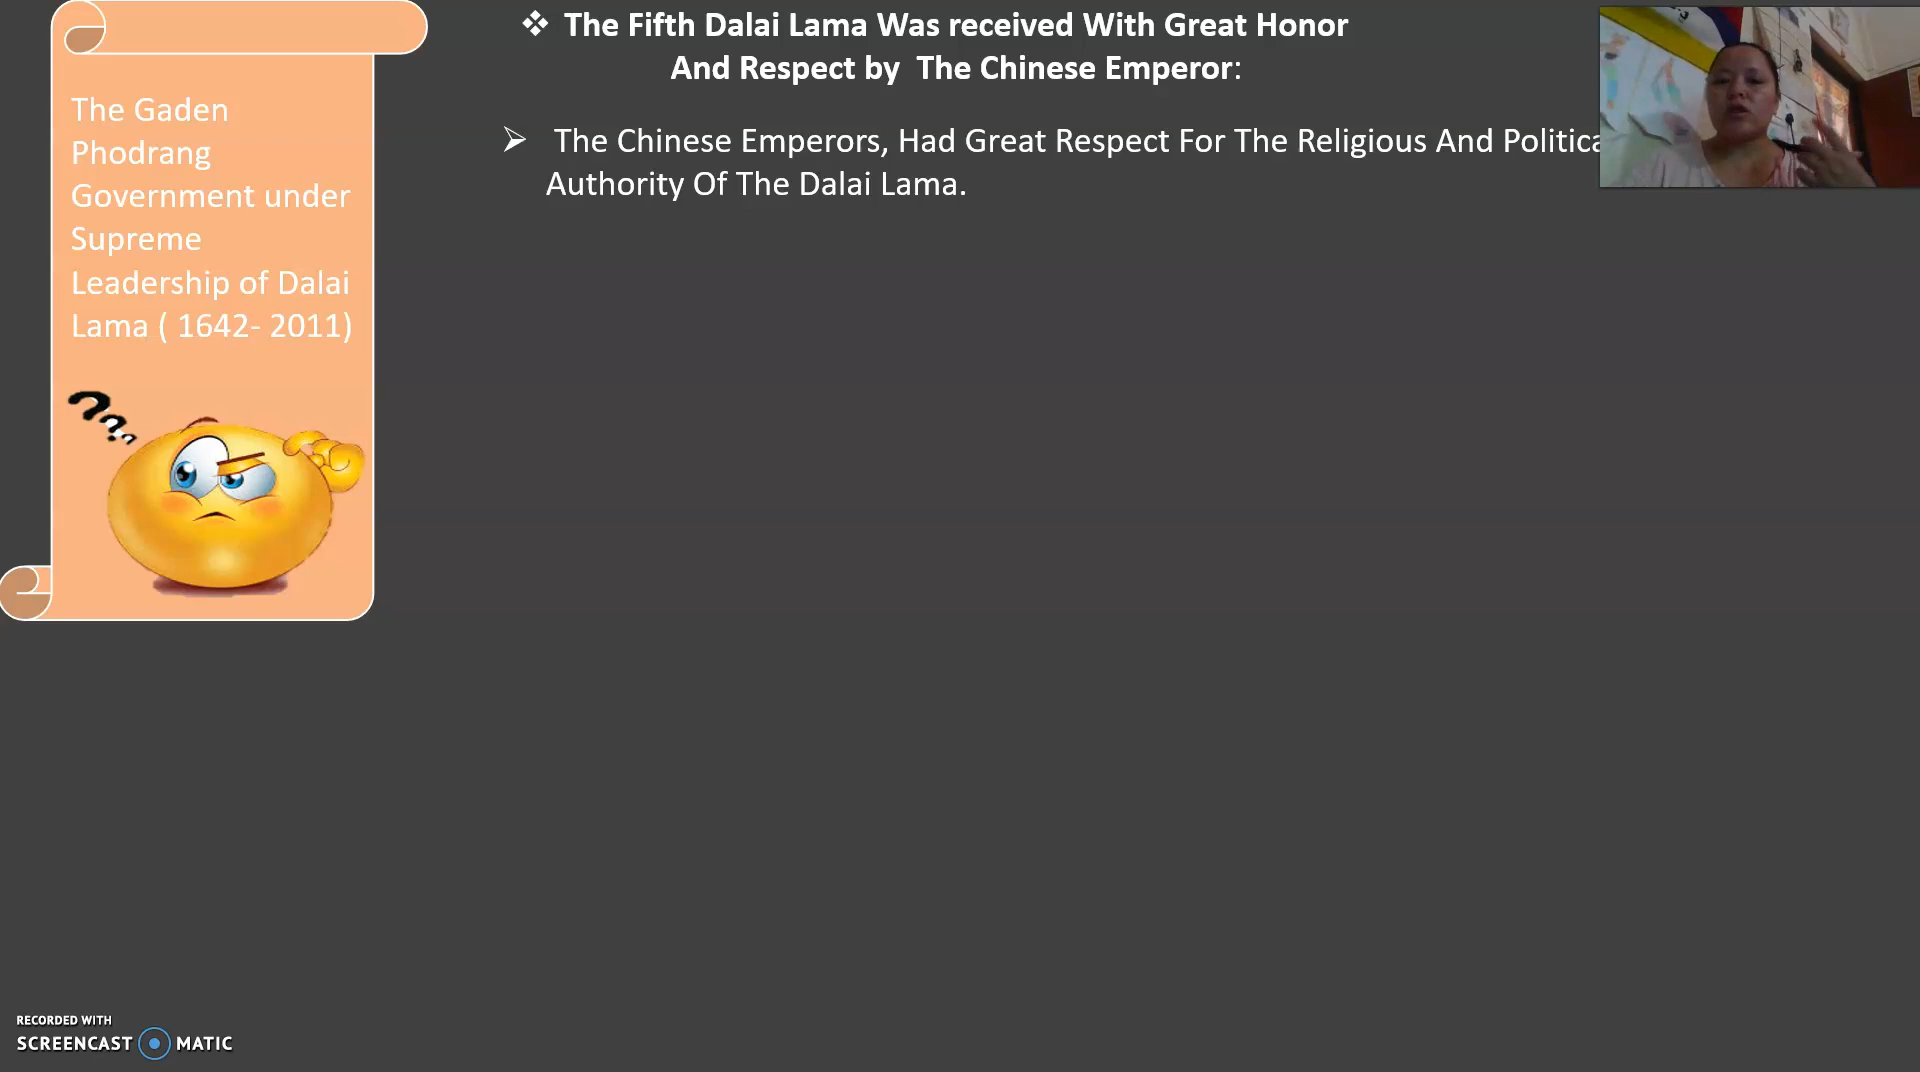 The Gaden
Phodrang
Government under
Supreme
Leadership of Dalai
Lama ( 1642- 2011)
❖ The Fifth Dalai Lama Was received With Great Honor
And Respect by The Chinese Emperor:
➢ The Chinese Emperors, Had Great Respect For The Religious And Politica
Authority Of The Dalai Lama.
RECORDED WITH
SCREENCAST MATIC